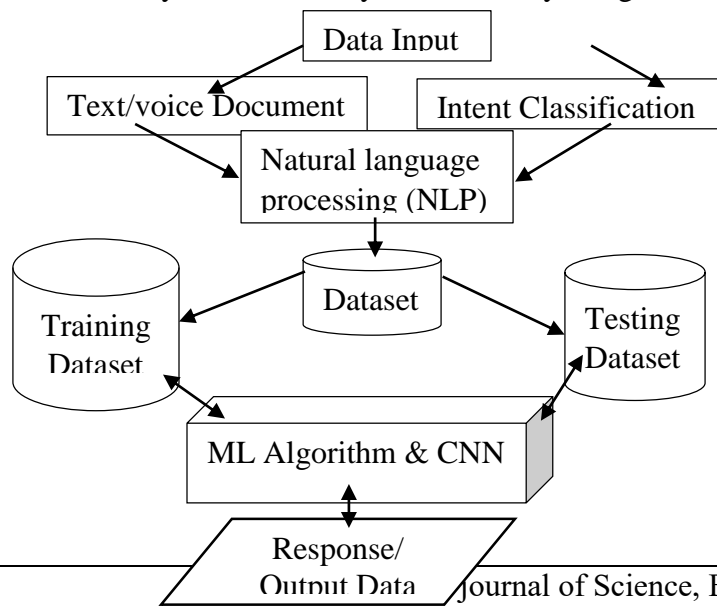 Data Input
Text/voice Document
Intent Classification
Natural language
processing (NLP)
Dataset
Training
Dataset
Testing
Dataset
ML Algorithm & CNN
Response/
Output Data
Journal of Science,